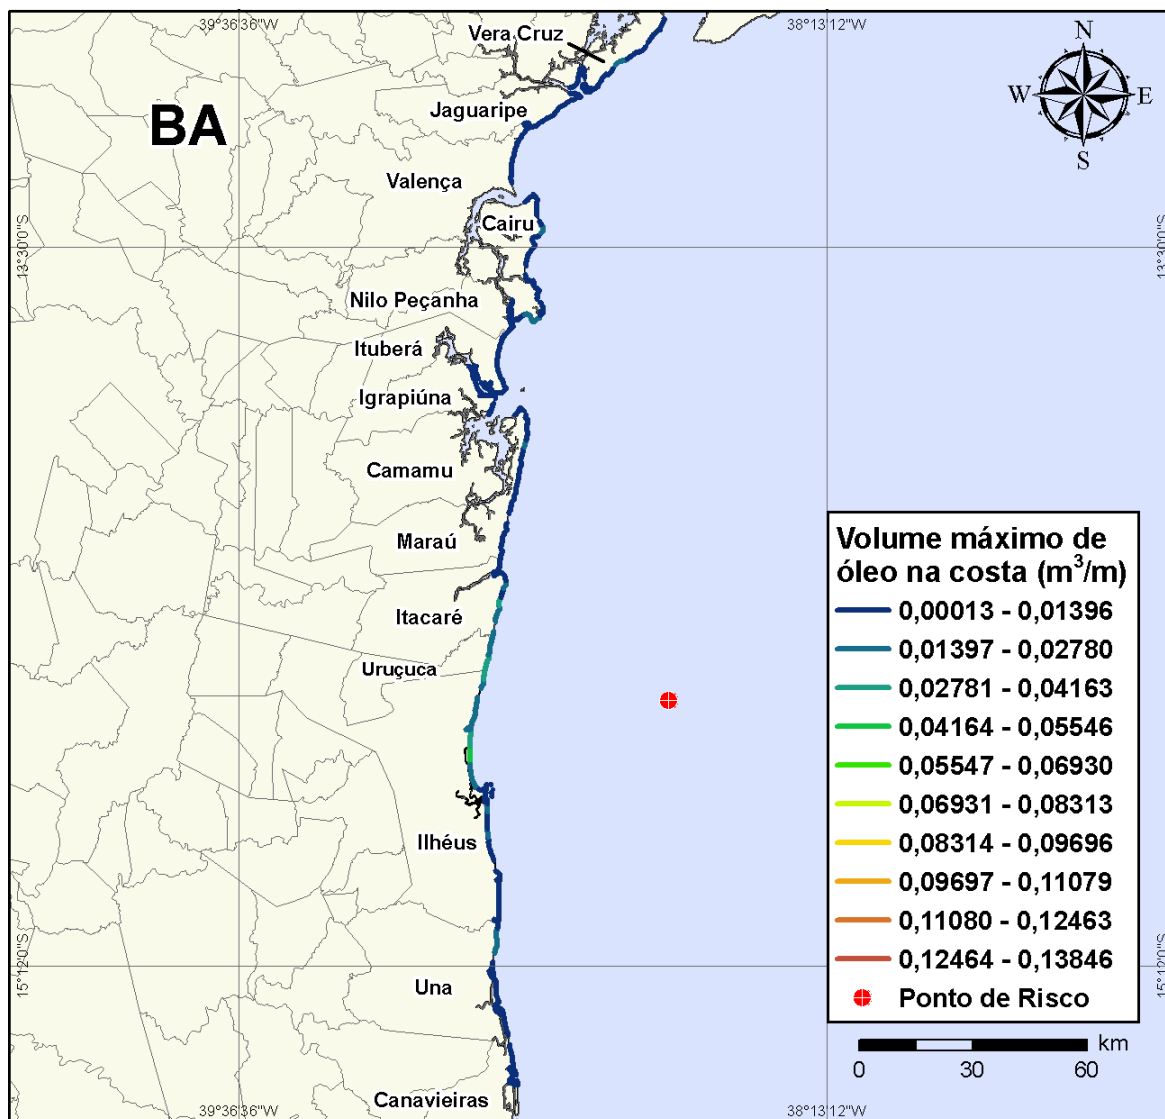 39°36'36"W
38°13'12"W
Vera Cruz
N
W
E
S
BA
Jaguaripe
Valença
Cairu
13°30'0"S
13°30'0"S
Nilo Peçanha
Ituberá
Igrapiúna
Camamu
Maraú
Itacaré
Uruçuca
Ilhéus
Una
Canavieiras
Volume máximo de
óleo na costa (m³/m)
0,00013 - 0,01396
0,01397 - 0,02780
0,02781 - 0,04163
0,04164 - 0,05546
0,05547 - 0,06930
0,06931 - 0,08313
0,08314 - 0,09696
0,09697 - 0,11079
0,11080 - 0,12463
0,12464 - 0,13846
Ponto de Risco
15°12'0"S
15°12'0"S
km
0 30 60
39°36'36"W
38°13'12"W